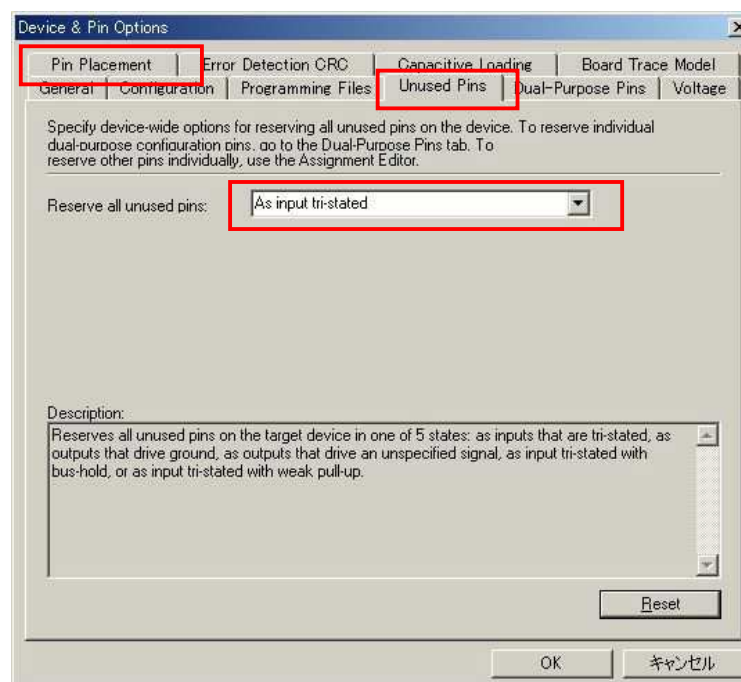 Device & Pin Options
Pin Placement Error Detection CRC Capacitive Loading Board Trace Model
General Configuration Programming Files Unused Pins Dual-Purpose Pins Voltage
Specify device-wide options for reserving all unused pins on the device. To reserve individual
dual-purpose configuration pins, go to the Dual-Purpose Pins tab. To
reserve other pins individually, use the Assignment Editor.
Reserve all unused pins: As input tri-stated
Description:
Reserves all unused pins on the target device in one of 5 states: as inputs that are tri-stated, as
outputs that drive ground, as outputs that drive an unspecified signal, as input tri-stated with
bus-hold, or as input tri-stated with weak pull-up.
Reset
OK キャンセル